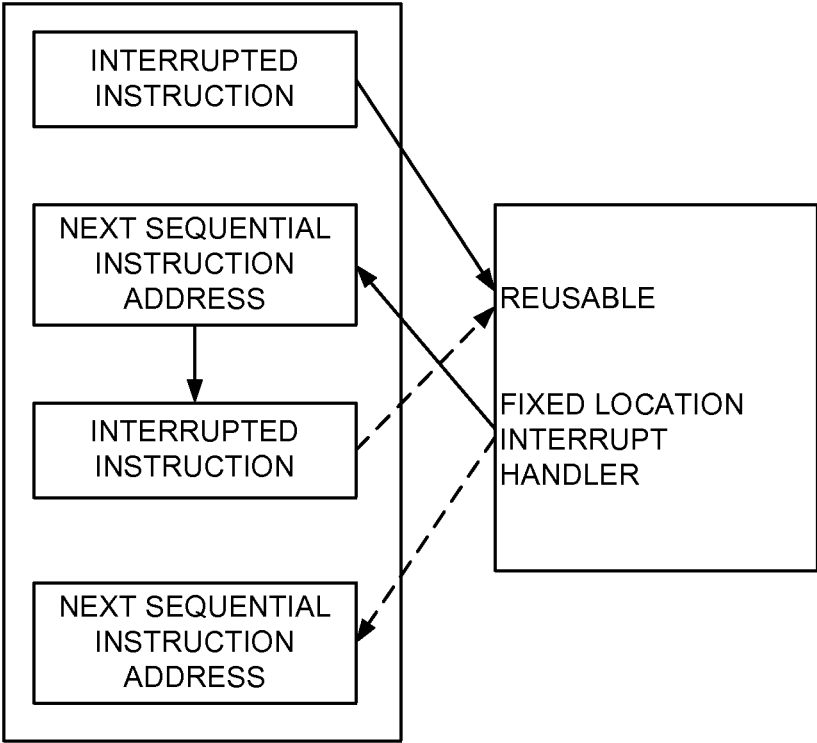 INTERRUPTED
INSTRUCTION
NEXT SEQUENTIAL
INSTRUCTION
ADDRESS
INTERRUPTED
INSTRUCTION
NEXT SEQUENTIAL
INSTRUCTION
ADDRESS
REUSABLE
FIXED LOCATION
INTERRUPT
HANDLER